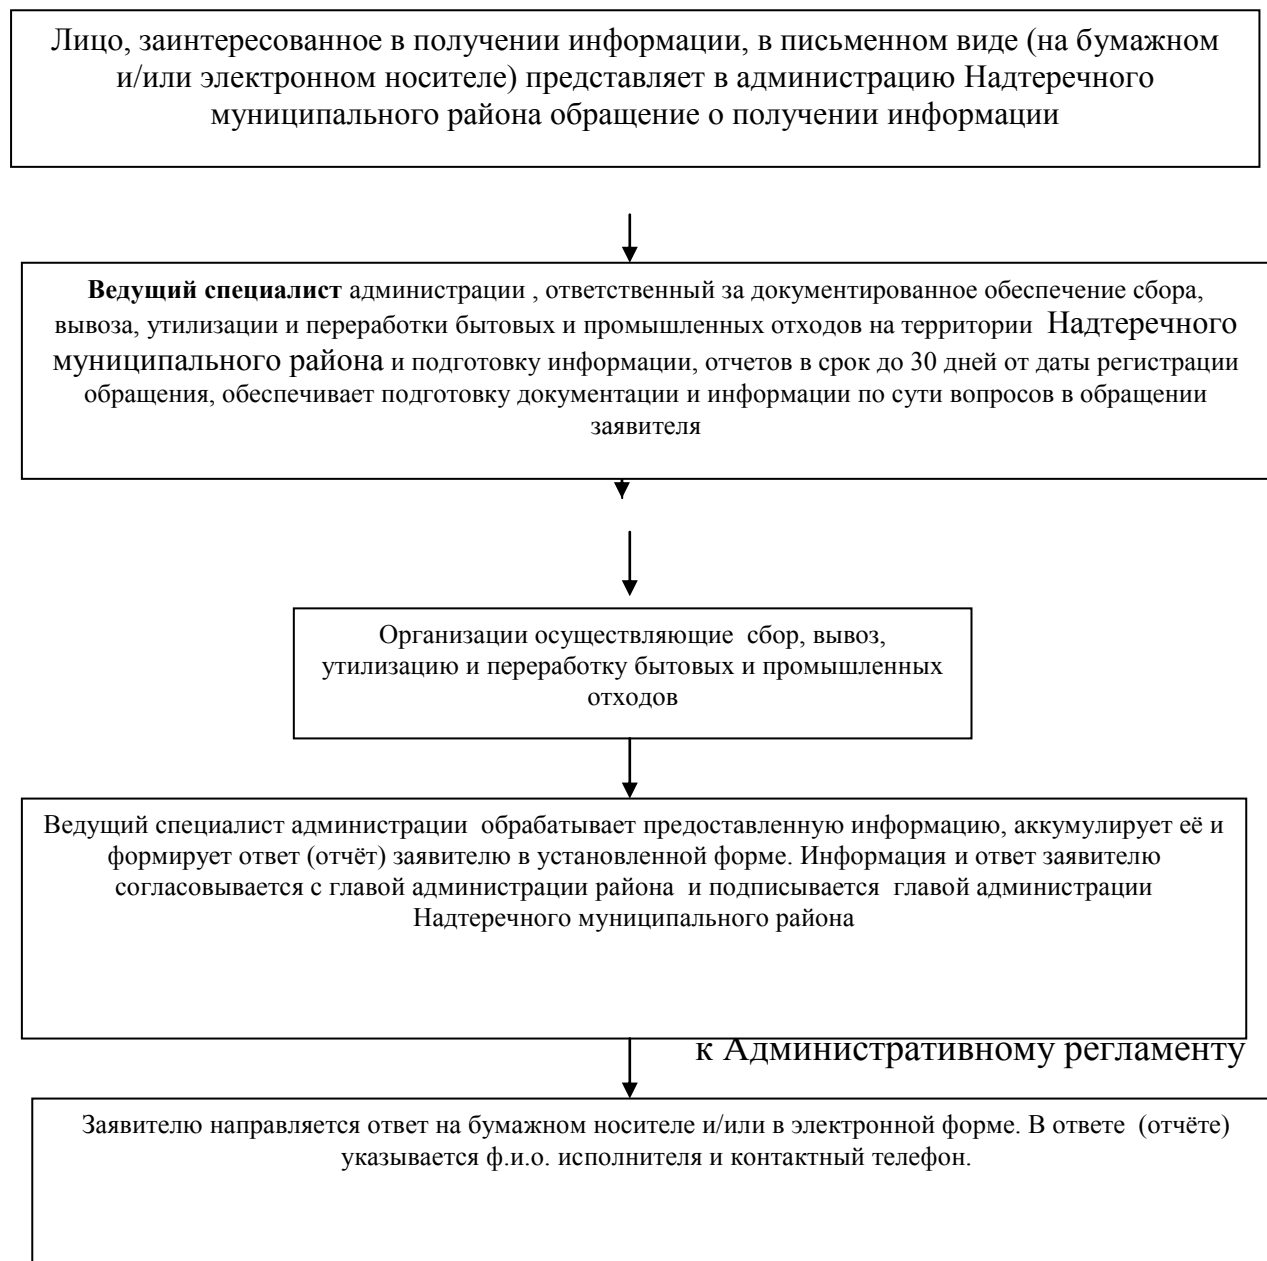 Лицо, заинтересованное в получении информации, в письменном виде (на бумажном
и/или электронном носителе) представляет в администрацию Надтеречного
муниципального района обращение о получении информации
Ведущий специалист администрации , ответственный за документированное обеспечение сбора,
вывоза, утилизации и переработки бытовых и промышленных отходов на территории Надтеречного
муниципального района и подготовку информации, отчетов в срок до 30 дней от даты регистрации
обращения, обеспечивает подготовку документации и информации по сути вопросов в обращении
заявителя
Организации осуществляющие сбор, вывоз,
утилизацию и переработку бытовых и промышленных
отходов
Ведущий специалист администрации обрабатывает предоставленную информацию, аккумулирует её и
формирует ответ (отчёт) заявителю в установленной форме. Информация и ответ заявителю
согласовывается с главой администрации района и подписывается главой администрации
Надтеречного муниципального района
к Административному регламенту
Заявителю направляется ответ на бумажном носителе и/или в электронной форме. В ответе (отчёте)
указывается ф.и.о. исполнителя и контактный телефон.